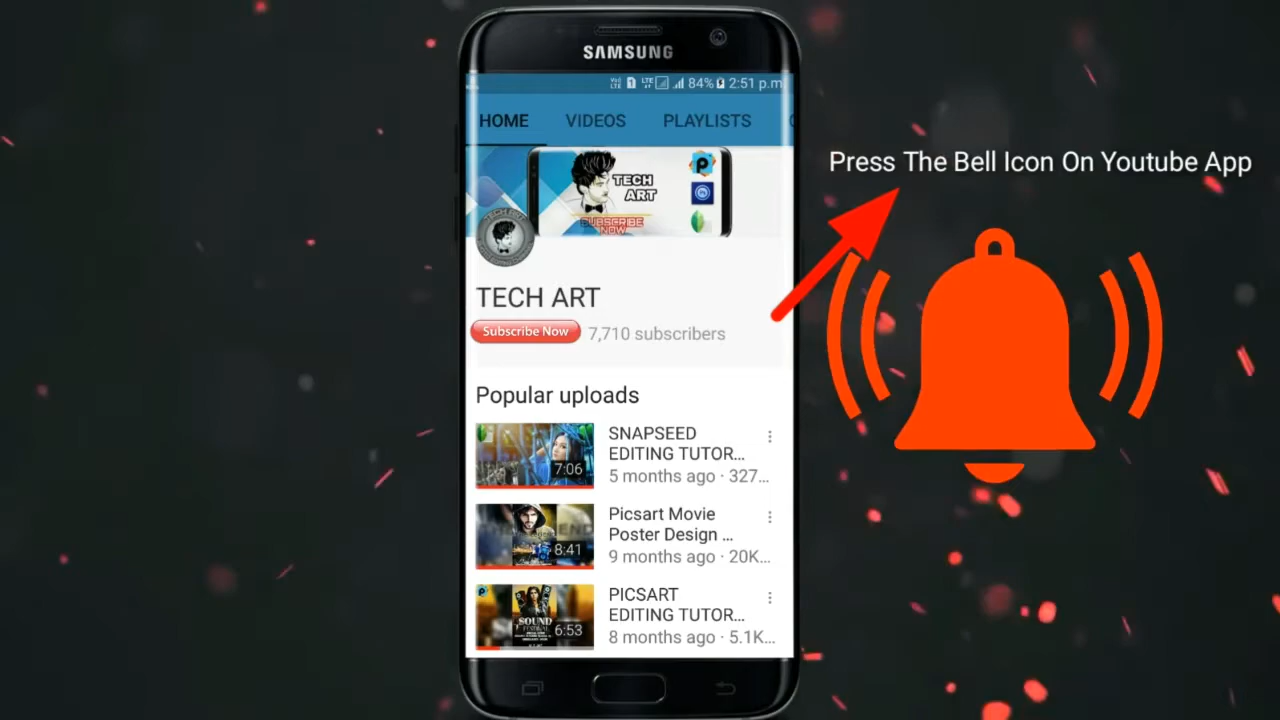 SAMSUNG
84% 2:51 p.m
HOME VIDEOS PLAYLISTS
TECH
ART
SUBSCRIBE
NOW
TECH ART
Subscribe Now 7,710 subscribers
Popular uploads
SNAPSEED
EDITING TUTOR...
7:06
5 months ago · 327...
Picsart Movie
Poster Design ...
8:41
9 months ago · 20K...
PICSART
EDITING TUTOR...
SOUND
FESTIVAL
6:53
8 months ago · 5.1K...
Press The Bell Icon On Youtube App